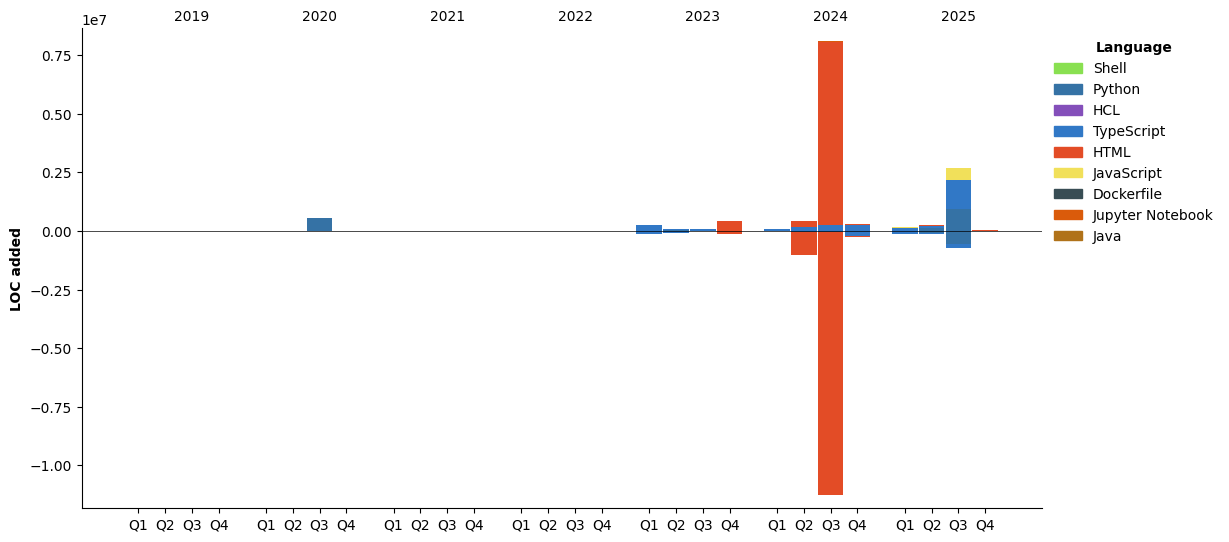 1e7
2019 2020 2021 2022 2023 2024 2025
0.75
0.50
0.25
0.00
−0.25
−0.50
−0.75
−1.00
LOC added
Q1 Q2 Q3 Q4 Q1 Q2 Q3 Q4 Q1 Q2 Q3 Q4 Q1 Q2 Q3 Q4 Q1 Q2 Q3 Q4 Q1 Q2 Q3 Q4 Q1 Q2 Q3 Q4
Language
Shell
Python
HCL
TypeScript
HTML
JavaScript
Dockerfile
Jupyter Notebook
Java